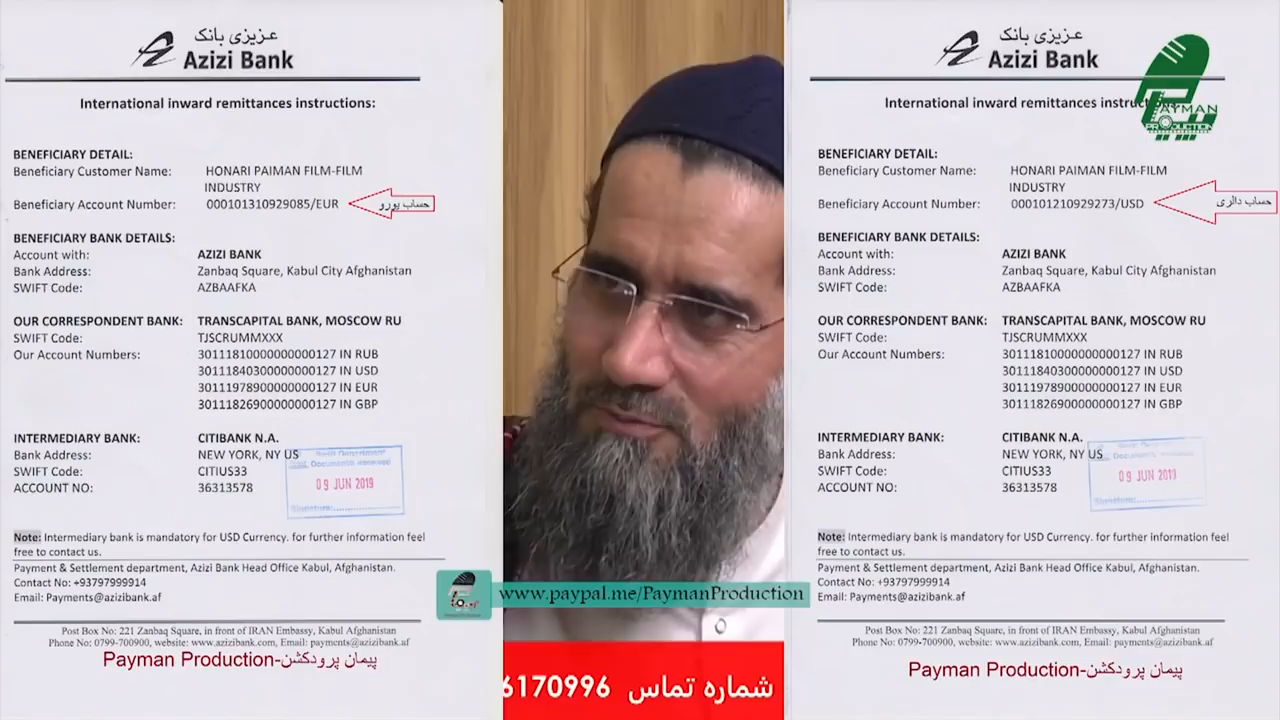 عزیزی بانک
Azizi Bank
International inward remittances instructions:
BENEFICIARY DETAIL:
Beneficiary Customer Name: HONARI PAIMAN FILM-FILM
INDUSTRY
Beneficiary Account Number: 000101310929085/EUR
حساب یورو
BENEFICIARY BANK DETAILS:
Account with: AZIZI BANK
Bank Address: Zanbaq Square, Kabul City Afghanistan
SWIFT Code: AZBAAFKA
OUR CORRESPONDENT BANK: TRANSCAPITAL BANK, MOSCOW RU
SWIFT Code: TJSCRUMMXXX
Our Account Numbers: 30111810000000000127 IN RUB
30111840300000000127 IN USD
30111978900000000127 IN EUR
30111826900000000127 IN GBP
INTERMEDIARY BANK: CITIBANK N.A.
Bank Address: NEW YORK, NY US
SWIFT Code: CITIUS33
ACCOUNT NO: 36313578
Documents Received
09 JUN 2019
Signature:
Note: Intermediary bank is mandatory for USD Currency. for further information feel
free to contact us.
Payment & Settlement department, Azizi Bank Head Office Kabul, Afghanistan.
Contact No: +93797999914
Email: Payments@azizibank.af
Post Box No: 221 Zanbaq Square, in front of IRAN Embassy, Kabul Afghanistan
Phone No: 0799-700900, website: www.azizibank.com, Email: payments@azizibank.af
Payman Production-پیمان پرودکشن
www.paypal.me/PaymanProduction
شماره تماس 6170996
عزیزی بانک
Azizi Bank
International inward remittances instruc
PAYMAN
PRODUCTION
BENEFICIARY DETAIL:
Beneficiary Customer Name: HONARI PAIMAN FILM-FILM
INDUSTRY
Beneficiary Account Number: 000101210929273/USD
حساب دالری
BENEFICIARY BANK DETAILS:
Account with: AZIZI BANK
Bank Address: Zanbaq Square, Kabul City Afghanistan
SWIFT Code: AZBAAFKA
OUR CORRESPONDENT BANK: TRANSCAPITAL BANK, MOSCOW RU
SWIFT Code: TJSCRUMMXXX
Our Account Numbers: 30111810000000000127 IN RUB
30111840300000000127 IN USD
30111978900000000127 IN EUR
30111826900000000127 IN GBP
INTERMEDIARY BANK: CITIBANK N.A.
Bank Address: NEW YORK, NY US
SWIFT Code: CITIUS33
ACCOUNT NO: 36313578
Documents Received
09 JUN 2019
Signature:
Note: Intermediary bank is mandatory for USD Currency. for further information feel
free to contact us.
Payment & Settlement department, Azizi Bank Head Office Kabul, Afghanistan.
Contact No: +93797999914
Email: Payments@azizibank.af
Post Box No: 221 Zanbaq Square, in front of IRAN Embassy, Kabul Afghanistan
Phone No: 0799-700900, website: www.azizibank.com, Email: payments@azizibank.af
Payman Production-پیمان پرودکشن